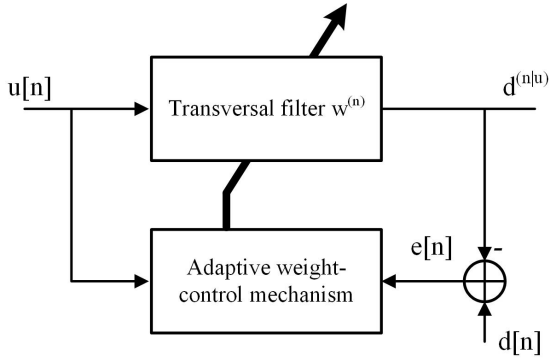 u[n]
Transversal filter w^(n)
d^(n|u)
Adaptive weight-
control mechanism
e[n]
-
d[n]